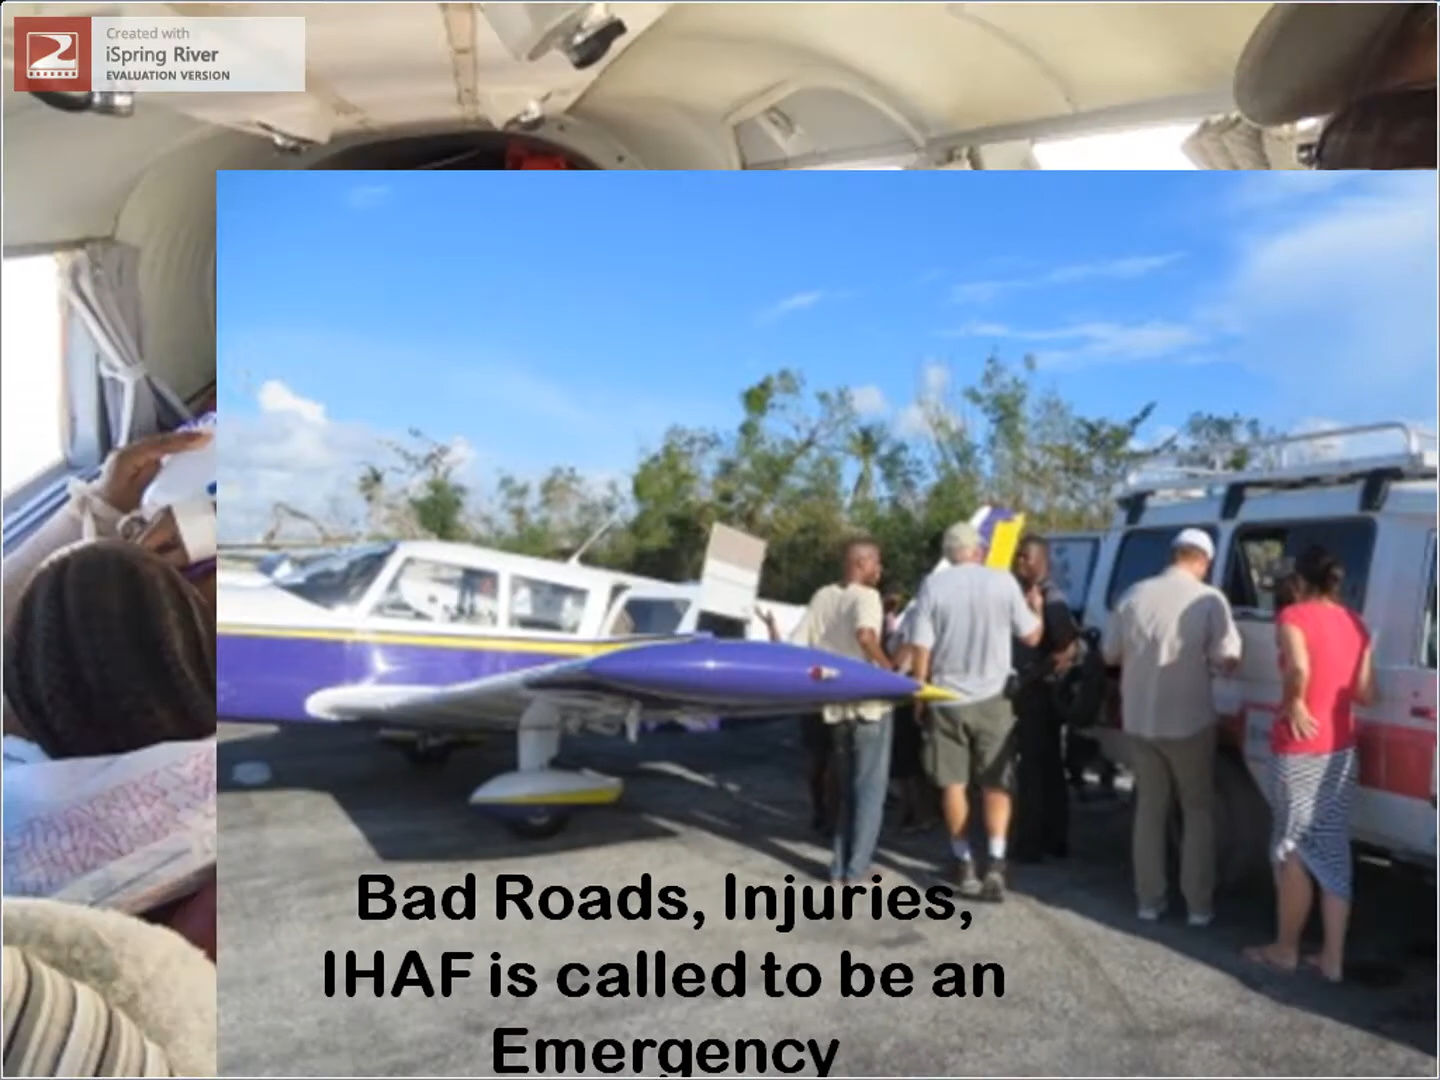 Created with
iSpring River
EVALUATION VERSION
Bad Roads, Injuries,
IHAF is called to be an
Emergency